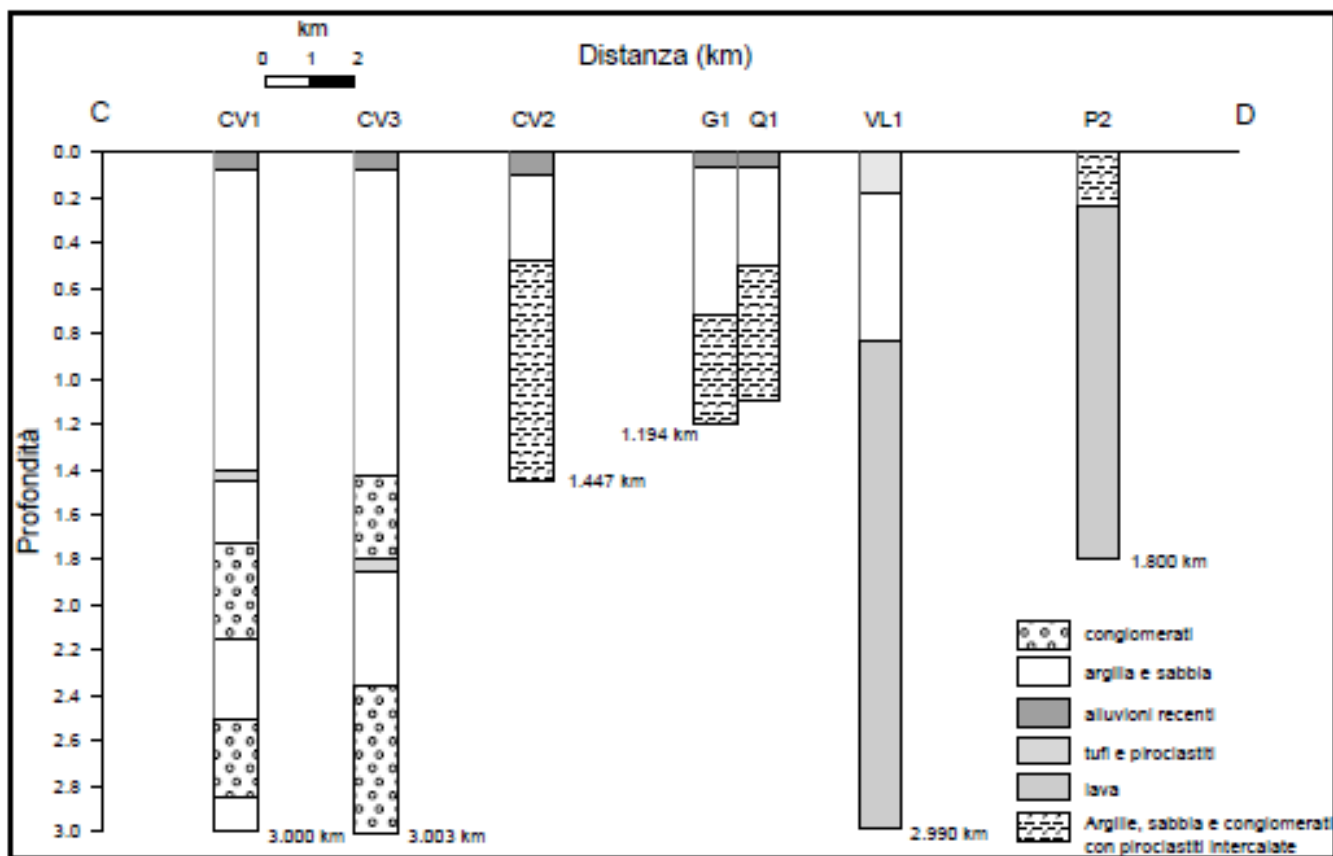 km
0 1 2
Distanza (km)
C CV1 CV3 CV2 G1 Q1 VL1 P2 D
0.0
0.2
0.4
0.6
0.8
1.0
1.2
1.4
1.6
1.8
2.0
2.2
2.4
2.6
2.8
3.0
Profondità
1.194 km
1.447 km
1.800 km
3.000 km
3.003 km
2.990 km
conglomerati
argilla e sabbia
alluvioni recenti
tufi e piroclastiti
lava
Argille, sabbia e conglomerati
con piroclastiti intercalate